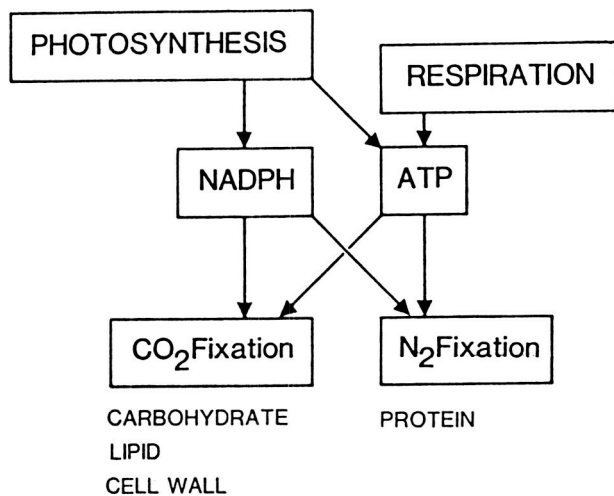 PHOTOSYNTHESIS
RESPIRATION
NADPH
ATP
CO₂Fixation
N₂Fixation
CARBOHYDRATE
LIPID
CELL WALL
PROTEIN